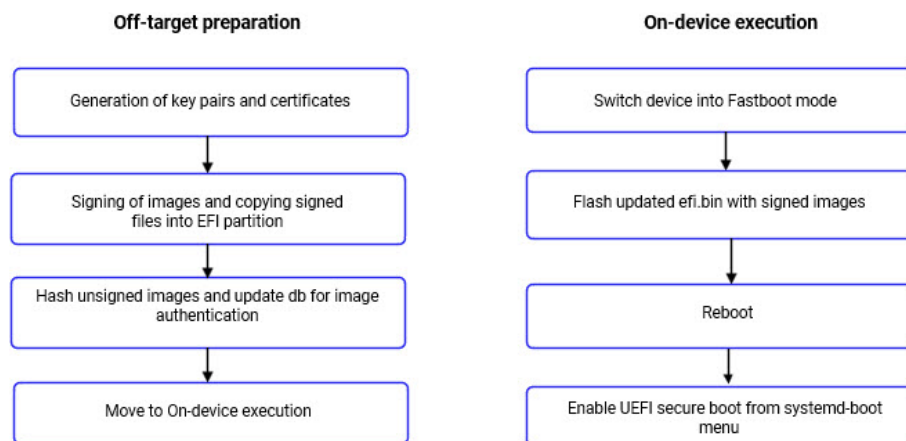 Off-target preparation
Generation of key pairs and certificates
Signing of images and copying signed
files into EFI partition
Hash unsigned images and update db for image
authentication
Move to On-device execution
On-device execution
Switch device into Fastboot mode
Flash updated efi.bin with signed images
Reboot
Enable UEFI secure boot from systemd-boot
menu